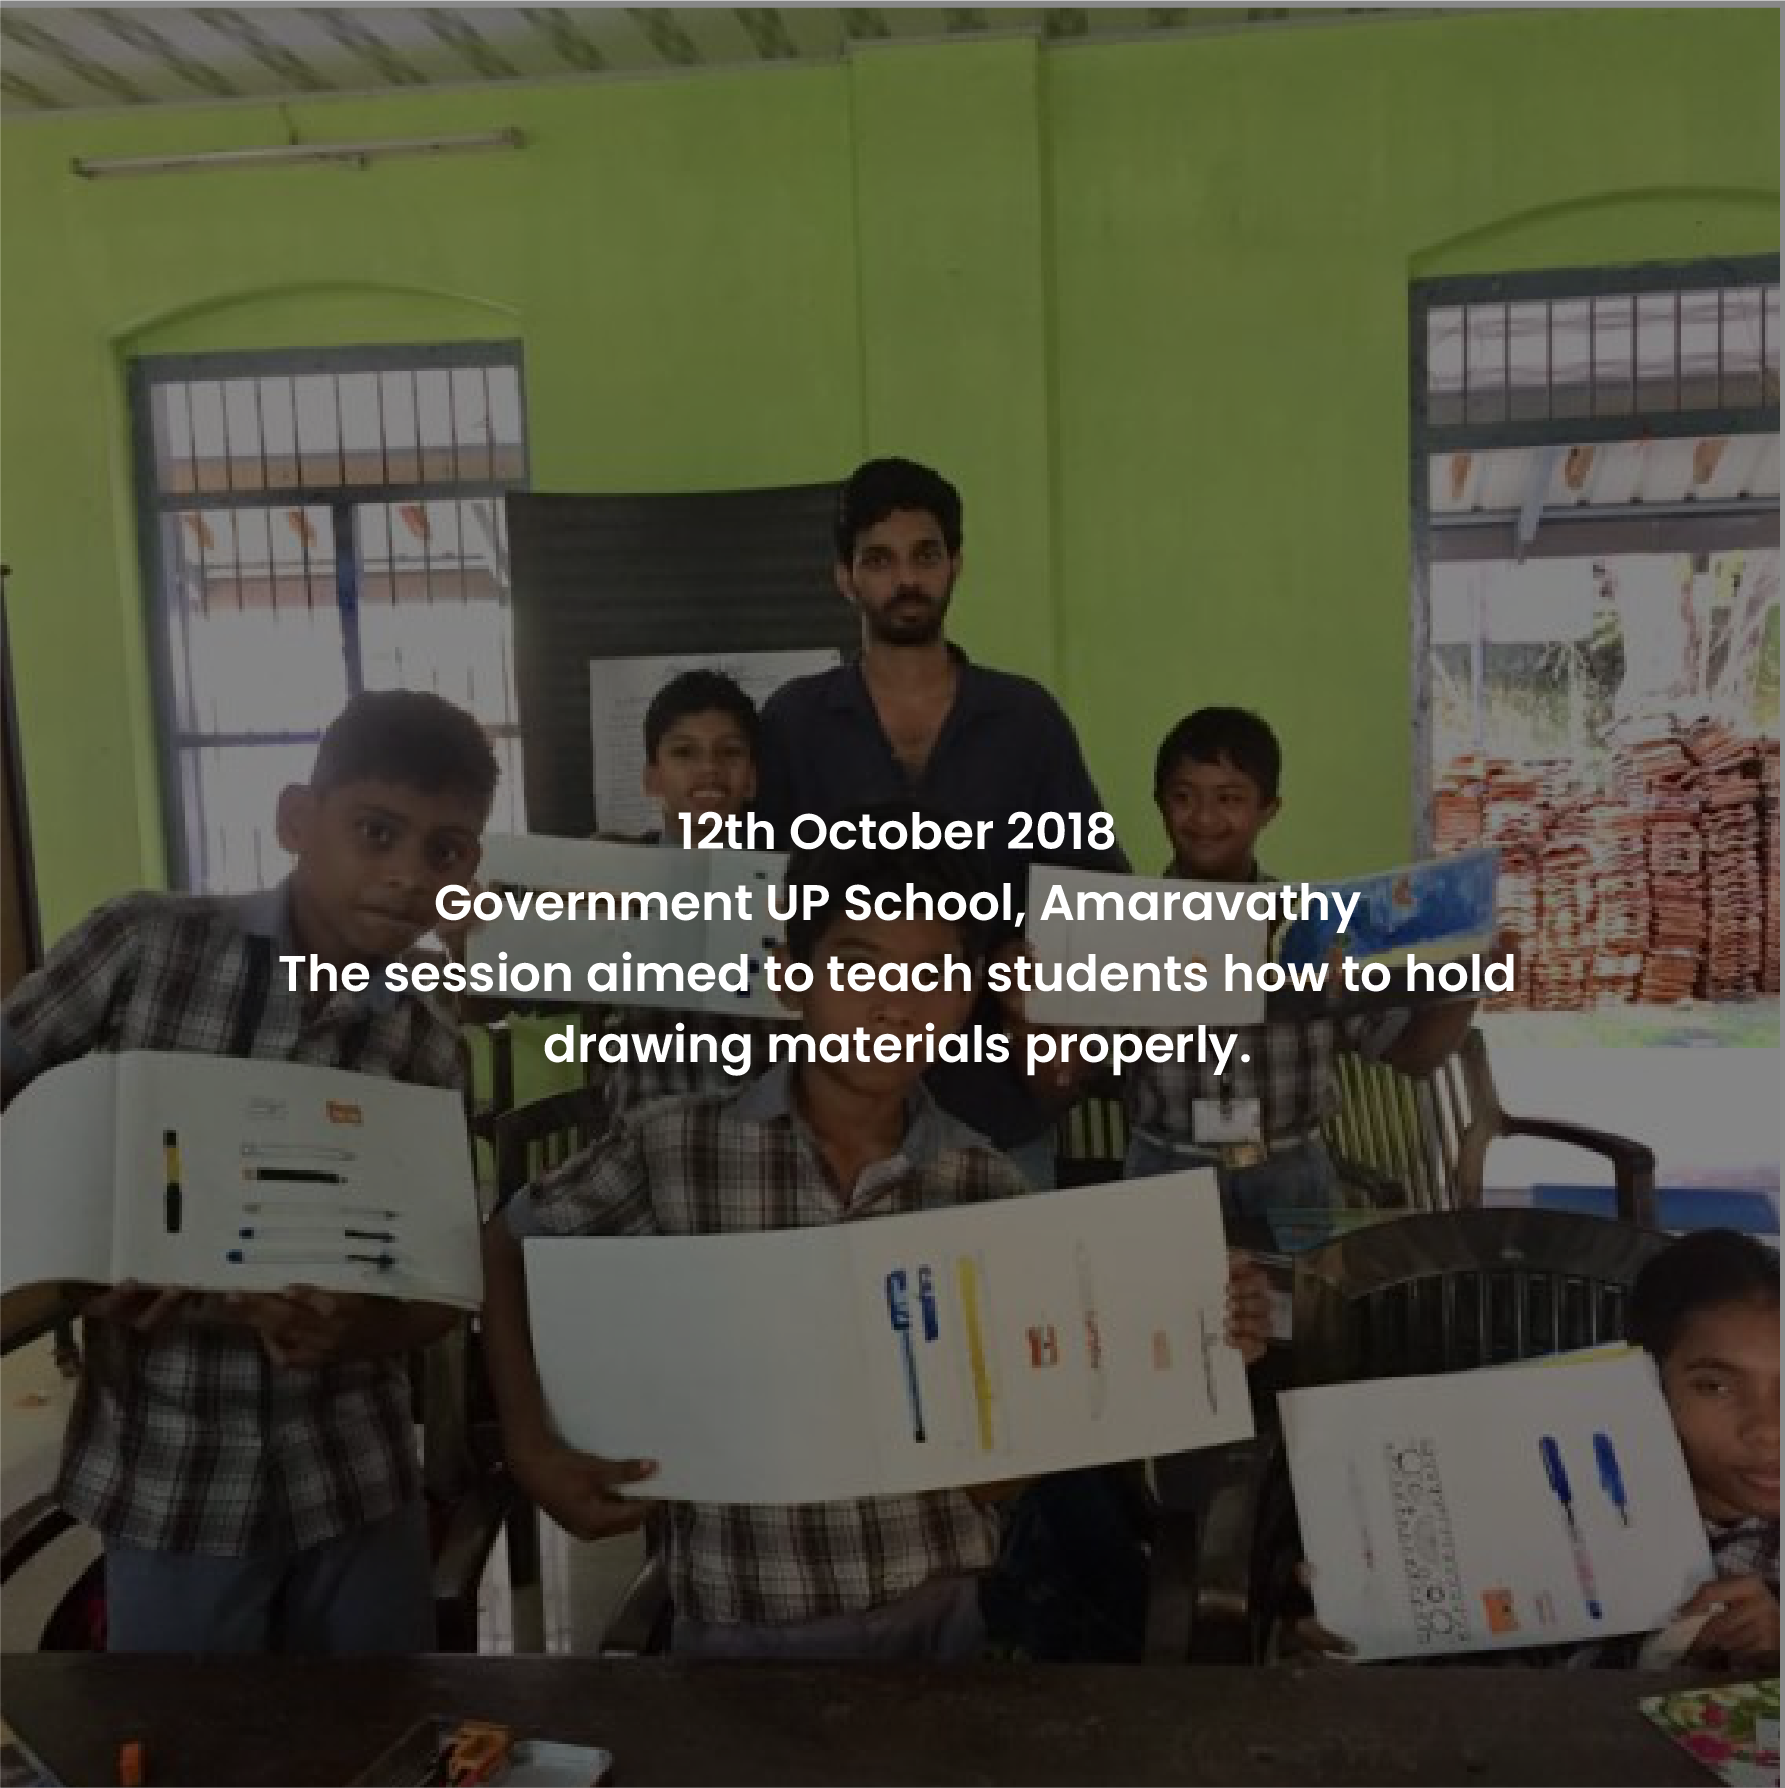 12th October 2018
Government UP School, Amaravathy
The session aimed to teach students how to hold
drawing materials properly.